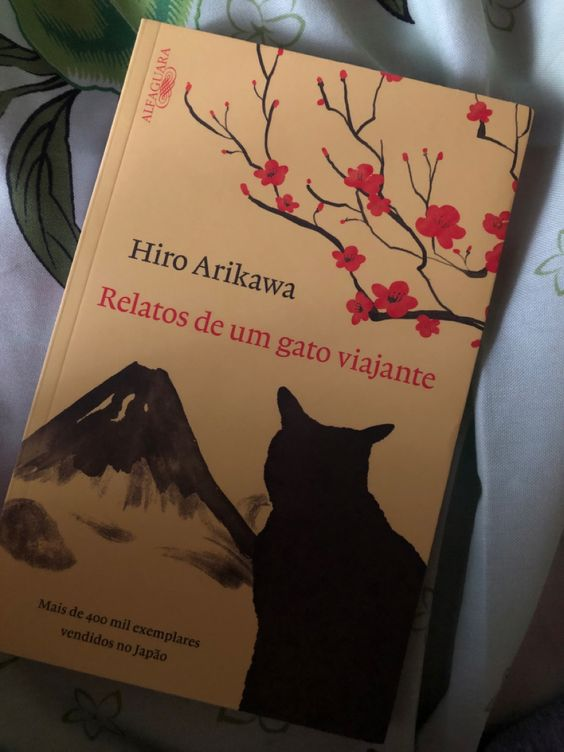 ALFAGUARA
Hiro Arikawa
Relatos de um gato viajante
Mais de 400 mil exemplares
vendidos no Japão